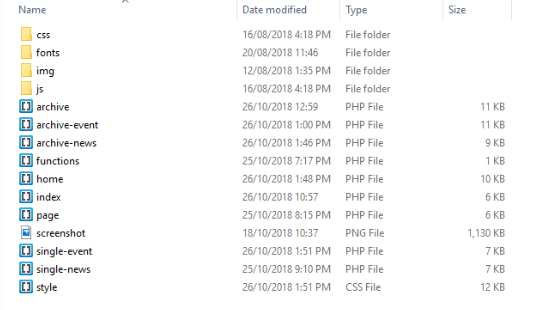 Name Date modified Type Size
css 16/08/2018 4:18 PM File folder
fonts 20/08/2018 11:46 File folder
img 12/08/2018 1:35 PM File folder
js 16/08/2018 4:18 PM File folder
archive 26/10/2018 12:59 PHP File 11 KB
archive-event 26/10/2018 1:00 PM PHP File 11 KB
archive-news 26/10/2018 1:46 PM PHP File 9 KB
functions 25/10/2018 7:17 PM PHP File 1 KB
home 26/10/2018 1:48 PM PHP File 10 KB
index 26/10/2018 10:57 PHP File 6 KB
page 25/10/2018 8:15 PM PHP File 6 KB
screenshot 18/10/2018 10:37 PNG File 1,130 KB
single-event 26/10/2018 1:51 PM PHP File 7 KB
single-news 25/10/2018 9:10 PM PHP File 7 KB
style 26/10/2018 1:51 PM CSS File 12 KB